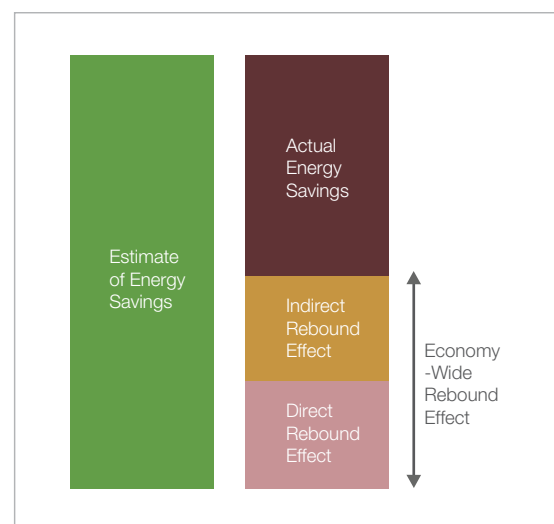 Estimate
of Energy
Savings
Actual
Energy
Savings
Indirect
Rebound
Effect
Direct
Rebound
Effect
Economy
-Wide
Rebound
Effect